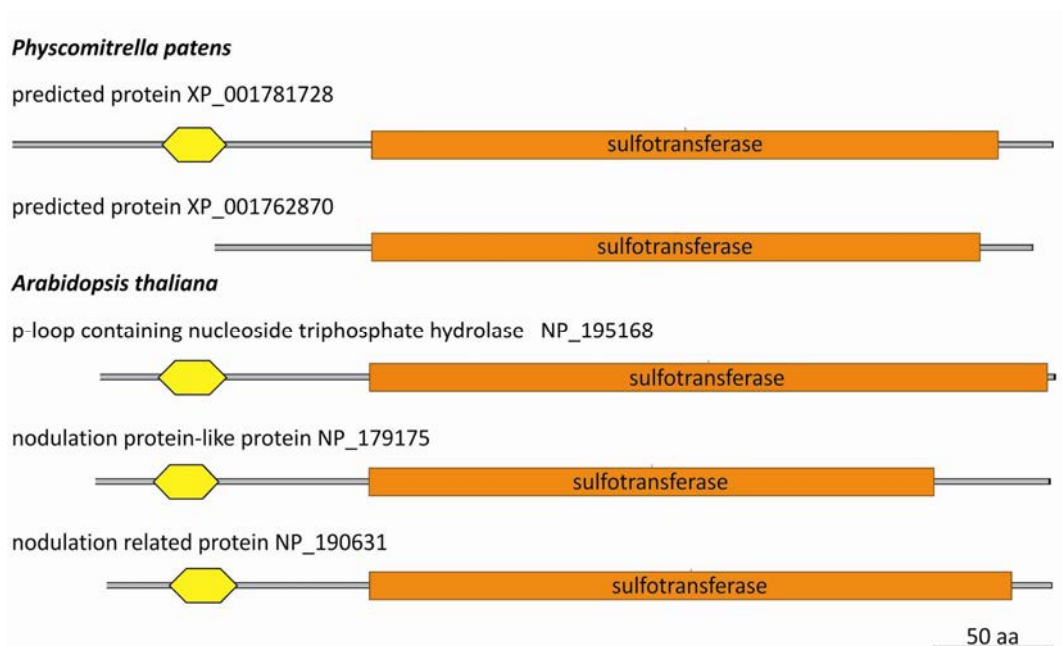 Physcomitrella patens
predicted protein XP_001781728
sulfotransferase
predicted protein XP_001762870
sulfotransferase
Arabidopsis thaliana
p-loop containing nucleoside triphosphate hydrolase NP_195168
sulfotransferase
nodulation protein-like protein NP_179175
sulfotransferase
nodulation related protein NP_190631
sulfotransferase
50 aa